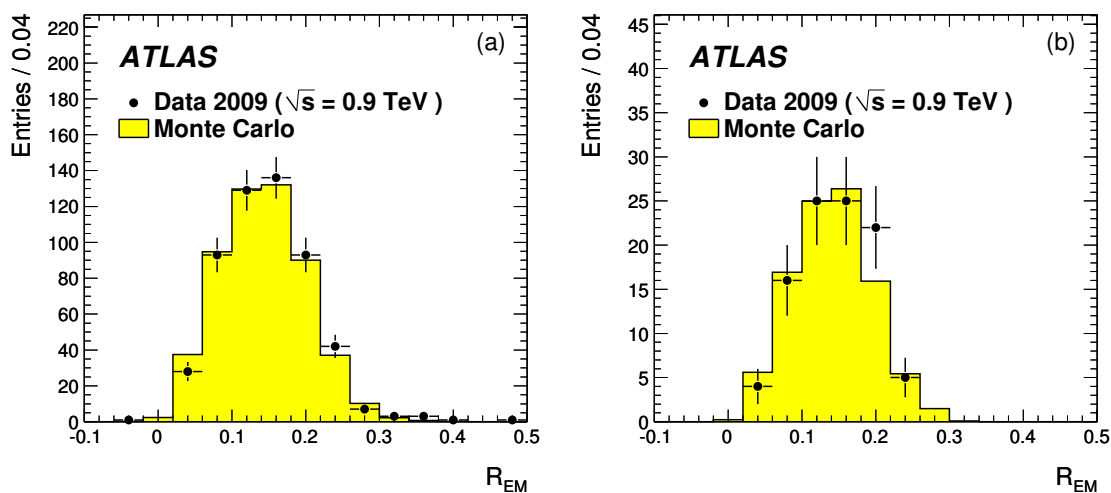 Entries / 0.04
220
200
180
160
140
120
100
80
60
40
20
0
ATLAS
(a)
Data 2009 ( √s = 0.9 TeV )
Monte Carlo
-0.1 0 0.1 0.2 0.3 0.4 0.5
R_EM
Entries / 0.04
45
40
35
30
25
20
15
10
5
0
ATLAS
(b)
Data 2009 ( √s = 0.9 TeV )
Monte Carlo
-0.1 0 0.1 0.2 0.3 0.4 0.5
R_EM